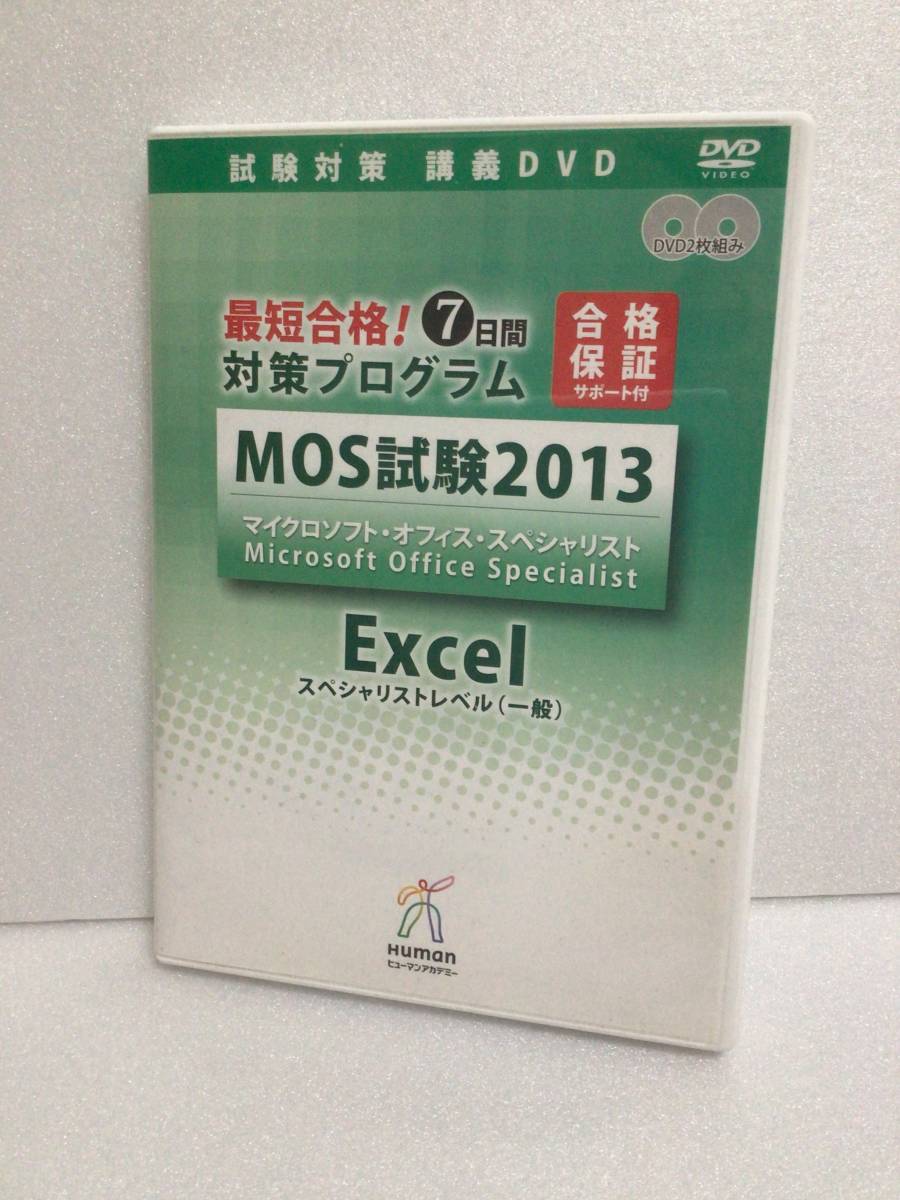 試験対策 講義DVD
DVD
VIDEO
DVD2枚組み
最短合格!7日間
対策プログラム
合格
保証
サポート付
MOS試験2013
マイクロソフト・オフィス・スペシャリスト
Microsoft Office Specialist
Excel
スペシャリストレベル(一般)
Human
ヒューマンアカデミー